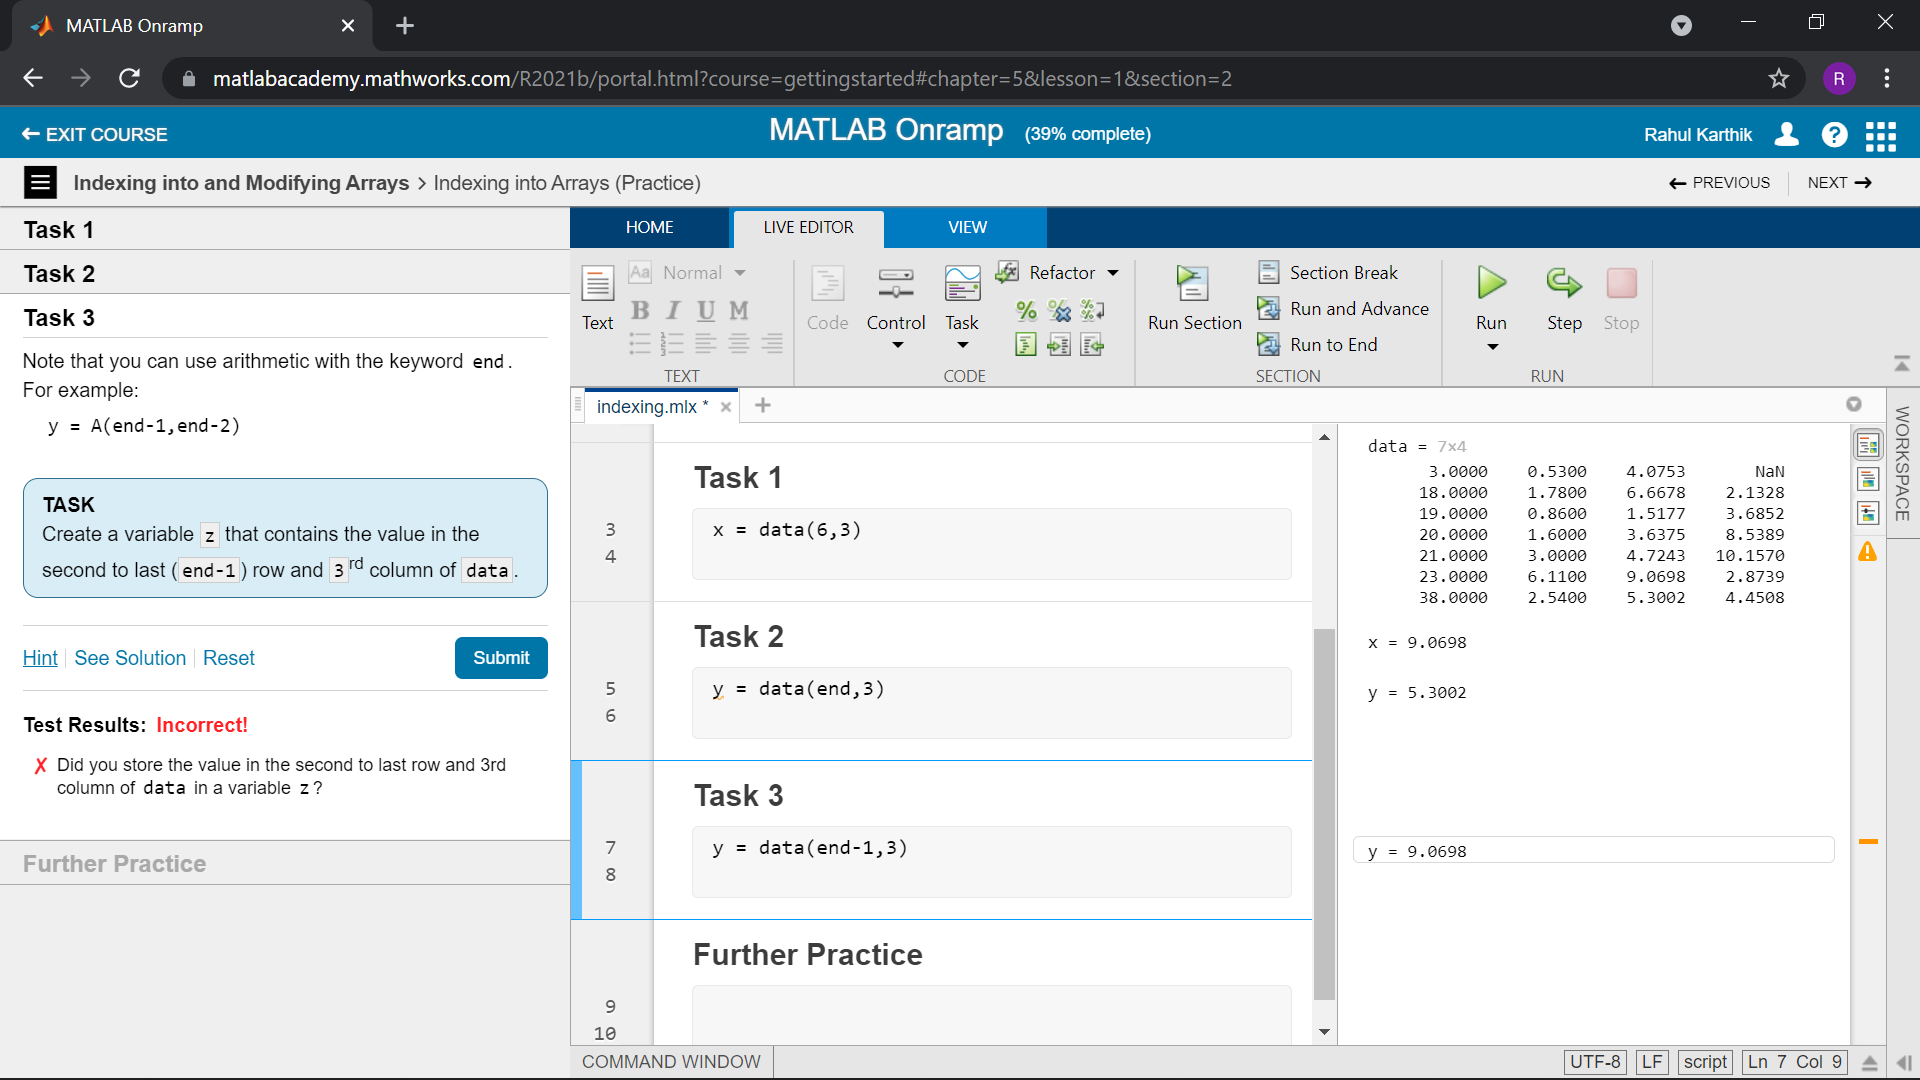 MATLAB Onramp
matlabacademy.mathworks.com/R2021b/portal.html?course=gettingstarted#chapter=5&lesson=1&section=2
R
EXIT COURSE
MATLAB Onramp (39% complete)
Rahul Karthik
?
Indexing into and Modifying Arrays > Indexing into Arrays (Practice)
PREVIOUS
NEXT
Task 1
Task 2
Task 3
Note that you can use arithmetic with the keyword end.
For example:
y = A(end-1,end-2)
TASK
Create a variable z that contains the value in the
second to last (end-1) row and 3rd column of data.
Hint
See Solution
Reset
Submit
Test Results: Incorrect!
✗ Did you store the value in the second to last row and 3rd
column of data in a variable z?
Further Practice
HOME
LIVE EDITOR
VIEW
Text
Aa Normal
B I U M
TEXT
Code
Control
Task
Refactor
CODE
Run Section
Section Break
Run and Advance
Run to End
SECTION
Run
Step
Stop
RUN
indexing.mlx *
Task 1
3 x = data(6,3)
4
Task 2
5 y = data(end,3)
6
Task 3
7 y = data(end-1,3)
8
Further Practice
9
10
data = 7×4
3.0000 0.5300 4.0753 NaN
18.0000 1.7800 6.6678 2.1328
19.0000 0.8600 1.5177 3.6852
20.0000 1.6000 3.6375 8.5389
21.0000 3.0000 4.7243 10.1570
23.0000 6.1100 9.0698 2.8739
38.0000 2.5400 5.3002 4.4508
x = 9.0698
y = 5.3002
y = 9.0698
WORKSPACE
COMMAND WINDOW
UTF-8
LF
script
Ln 7 Col 9